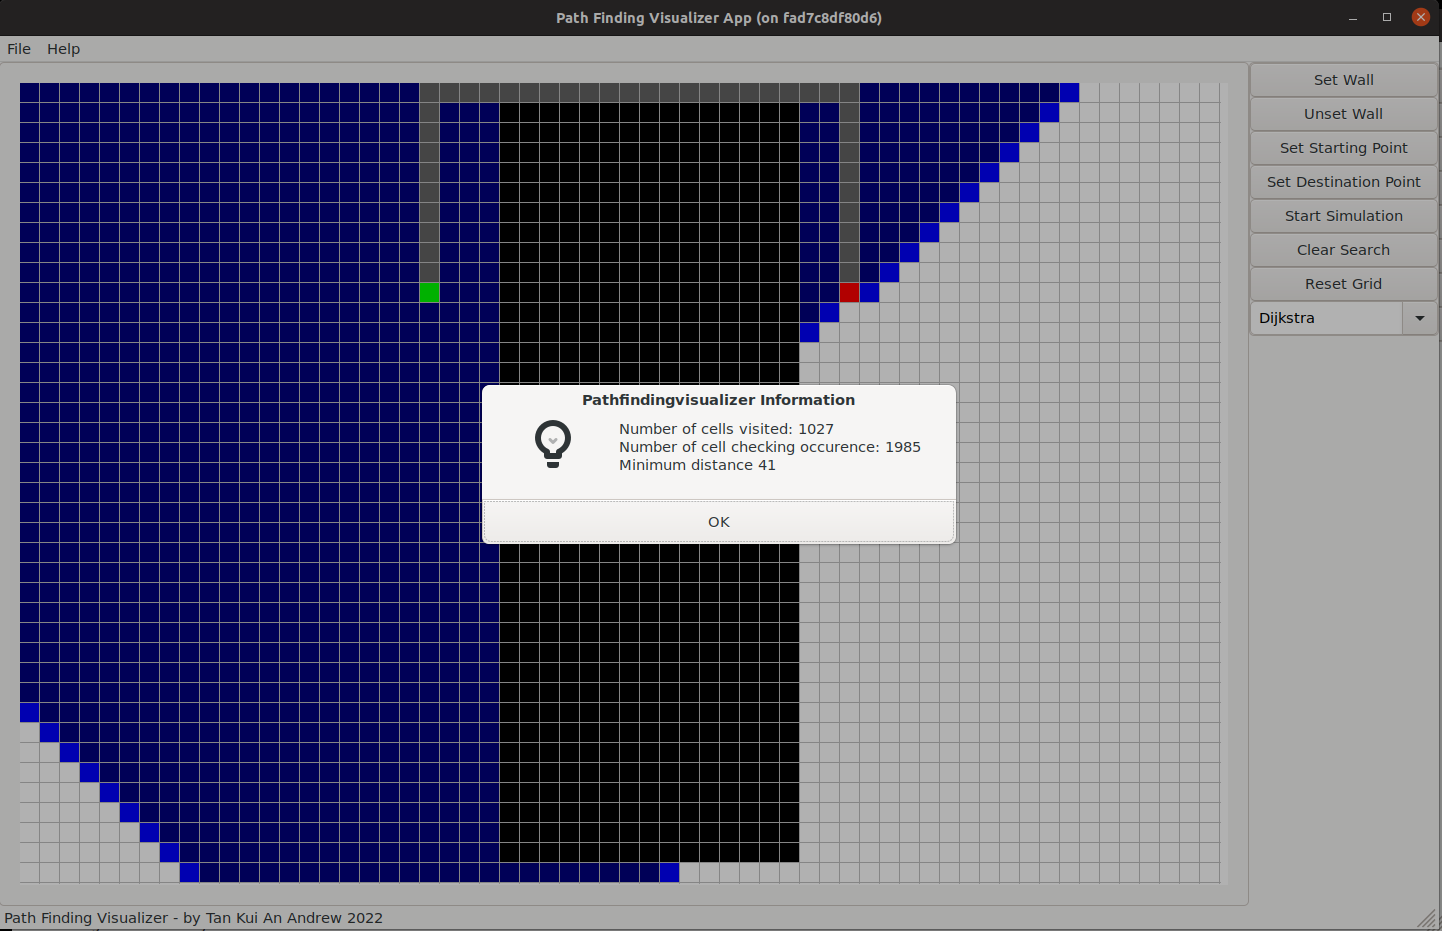 Path Finding Visualizer App (on fad7c8df80d6)
File Help
Set Wall
Unset Wall
Set Starting Point
Set Destination Point
Start Simulation
Clear Search
Reset Grid
Dijkstra
Pathfindingvisualizer Information
Number of cells visited: 1027
Number of cell checking occurence: 1985
Minimum distance 41
OK
Path Finding Visualizer - by Tan Kui An Andrew 2022